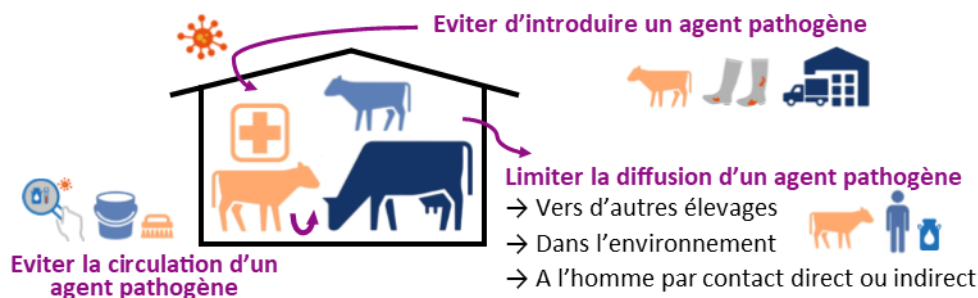 Eviter d'introduire un agent pathogène
Limiter la diffusion d'un agent pathogène
→ Vers d'autres élevages
→ Dans l'environnement
→ A l'homme par contact direct ou indirect
Eviter la circulation d'un
agent pathogène